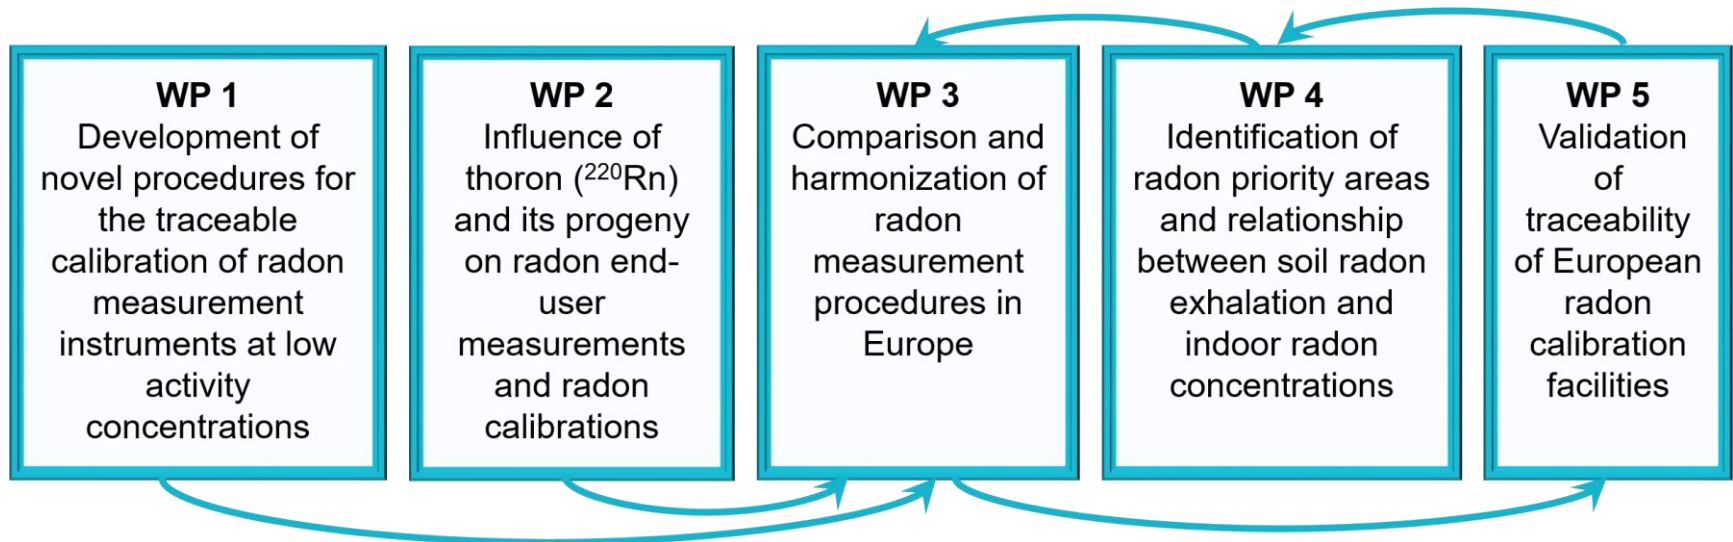 WP 1
Development of
novel procedures for
the traceable
calibration of radon
measurement
instruments at low
activity
concentrations
WP 2
Influence of
thoron (²²⁰Rn)
and its progeny
on radon end-
user
measurements
and radon
calibrations
WP 3
Comparison and
harmonization of
radon
measurement
procedures in
Europe
WP 4
Identification of
radon priority areas
and relationship
between soil radon
exhalation and
indoor radon
concentrations
WP 5
Validation
of
traceability
of European
radon
calibration
facilities